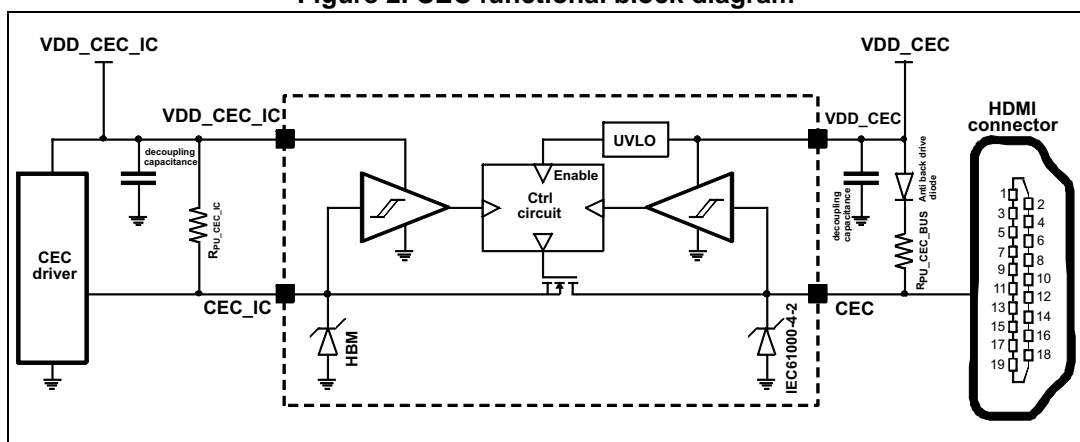 Figure 2. CEC functional block diagram
VDD_CEC_IC
VDD_CEC
VDD_CEC_IC
VDD_CEC
HDMI
connector
UVLO
decoupling
capacitance
Enable
Ctrl
circuit
decoupling
capacitance
Anti back drive
diode
RPU_CEC_IC
RPU_CEC_BUS
CEC
driver
CEC_IC
CEC
HBM
IEC61000-4-2
1
2
3
4
5
6
7
8
9
10
11
12
13
14
15
16
17
18
19